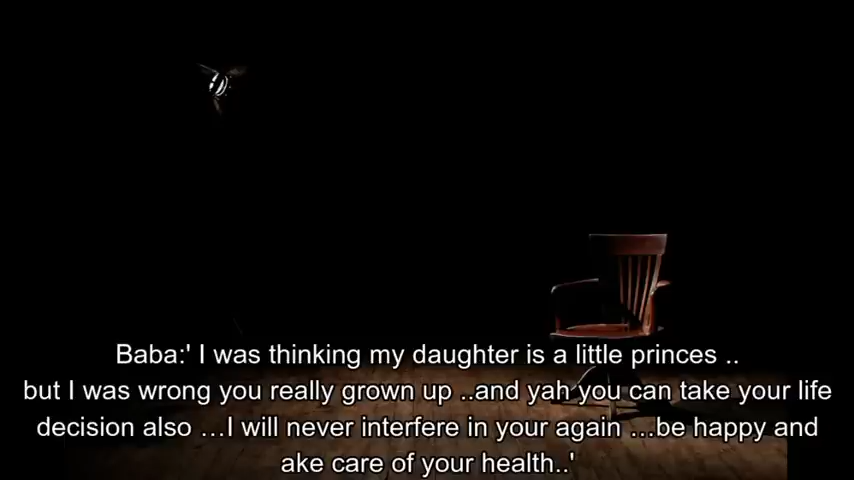 Baba:' I was thinking my daughter is a little princes ..
but I was wrong you really grown up ..and yah you can take your life
decision also ...I will never interfere in your again ...be happy and
ake care of your health..'